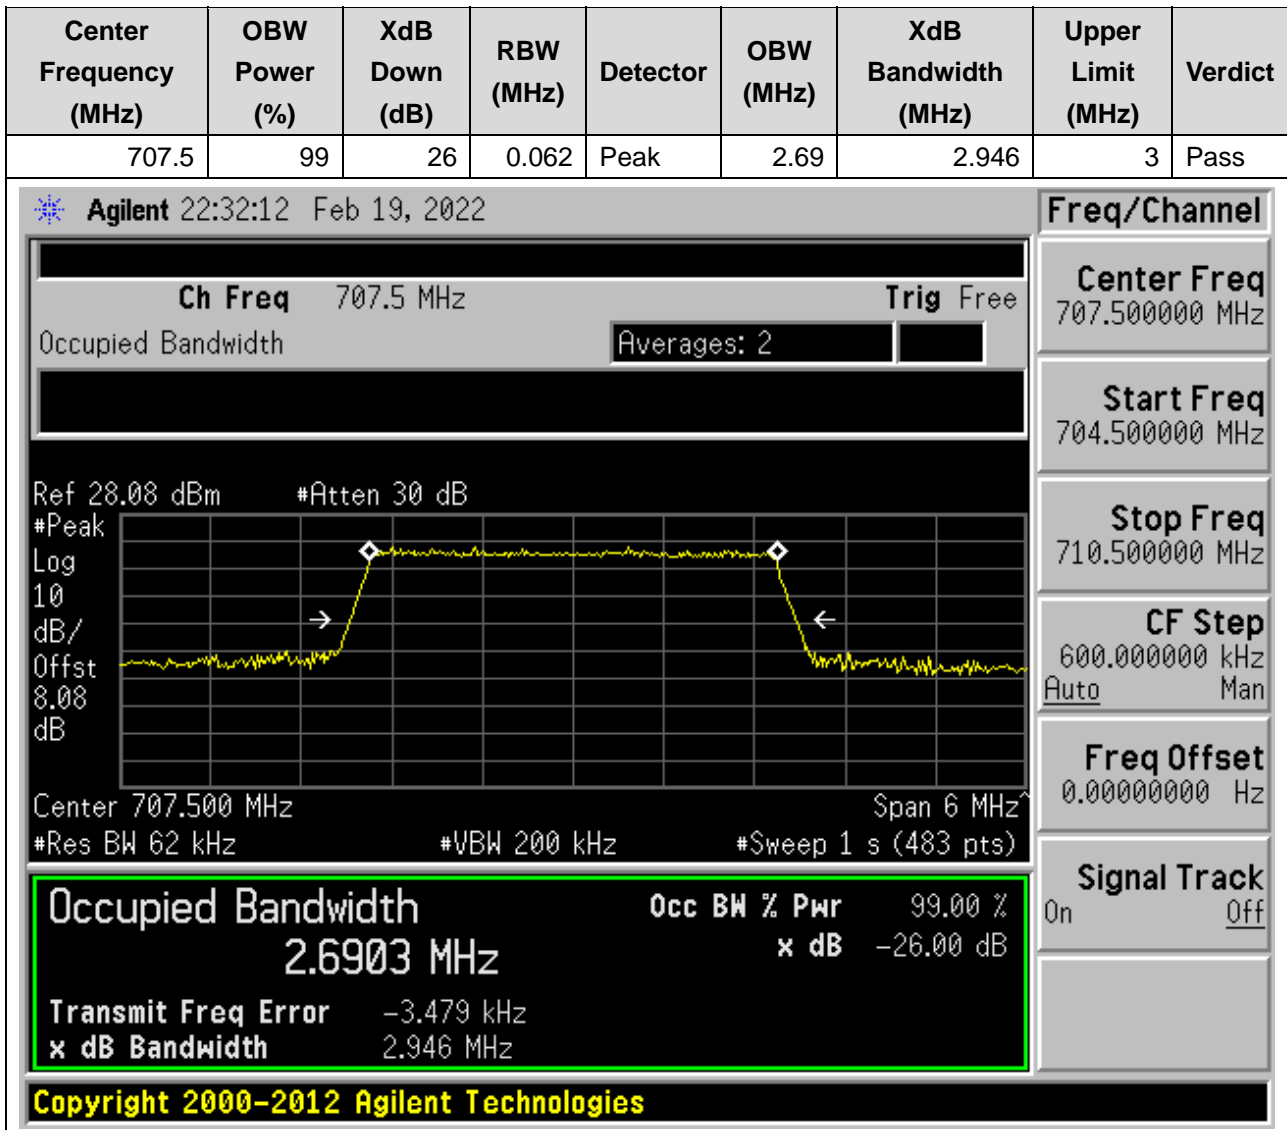 Center Frequency (MHz) OBW Power (%) XdB Down (dB) RBW (MHz) Detector OBW (MHz) XdB Bandwidth (MHz) Upper Limit (MHz) Verdict
707.5 99 26 0.062 Peak 2.69 2.946 3 Pass
Agilent 22:32:12 Feb 19, 2022
Ch Freq 707.5 MHz Trig Free
Occupied Bandwidth Averages: 2
Ref 28.08 dBm #Atten 30 dB
#Peak
Log
10
dB/
Offst
8.08
dB
Center 707.500 MHz Span 6 MHz^
#Res BW 62 kHz #VBW 200 kHz #Sweep 1 s (483 pts)
Occupied Bandwidth Occ BW % Pwr 99.00 %
2.6903 MHz x dB -26.00 dB
Transmit Freq Error -3.479 kHz
x dB Bandwidth 2.946 MHz
Copyright 2000-2012 Agilent Technologies
Freq/Channel
Center Freq
707.500000 MHz
Start Freq
704.500000 MHz
Stop Freq
710.500000 MHz
CF Step
600.000000 kHz
Auto Man
Freq Offset
0.00000000 Hz
Signal Track
On Off